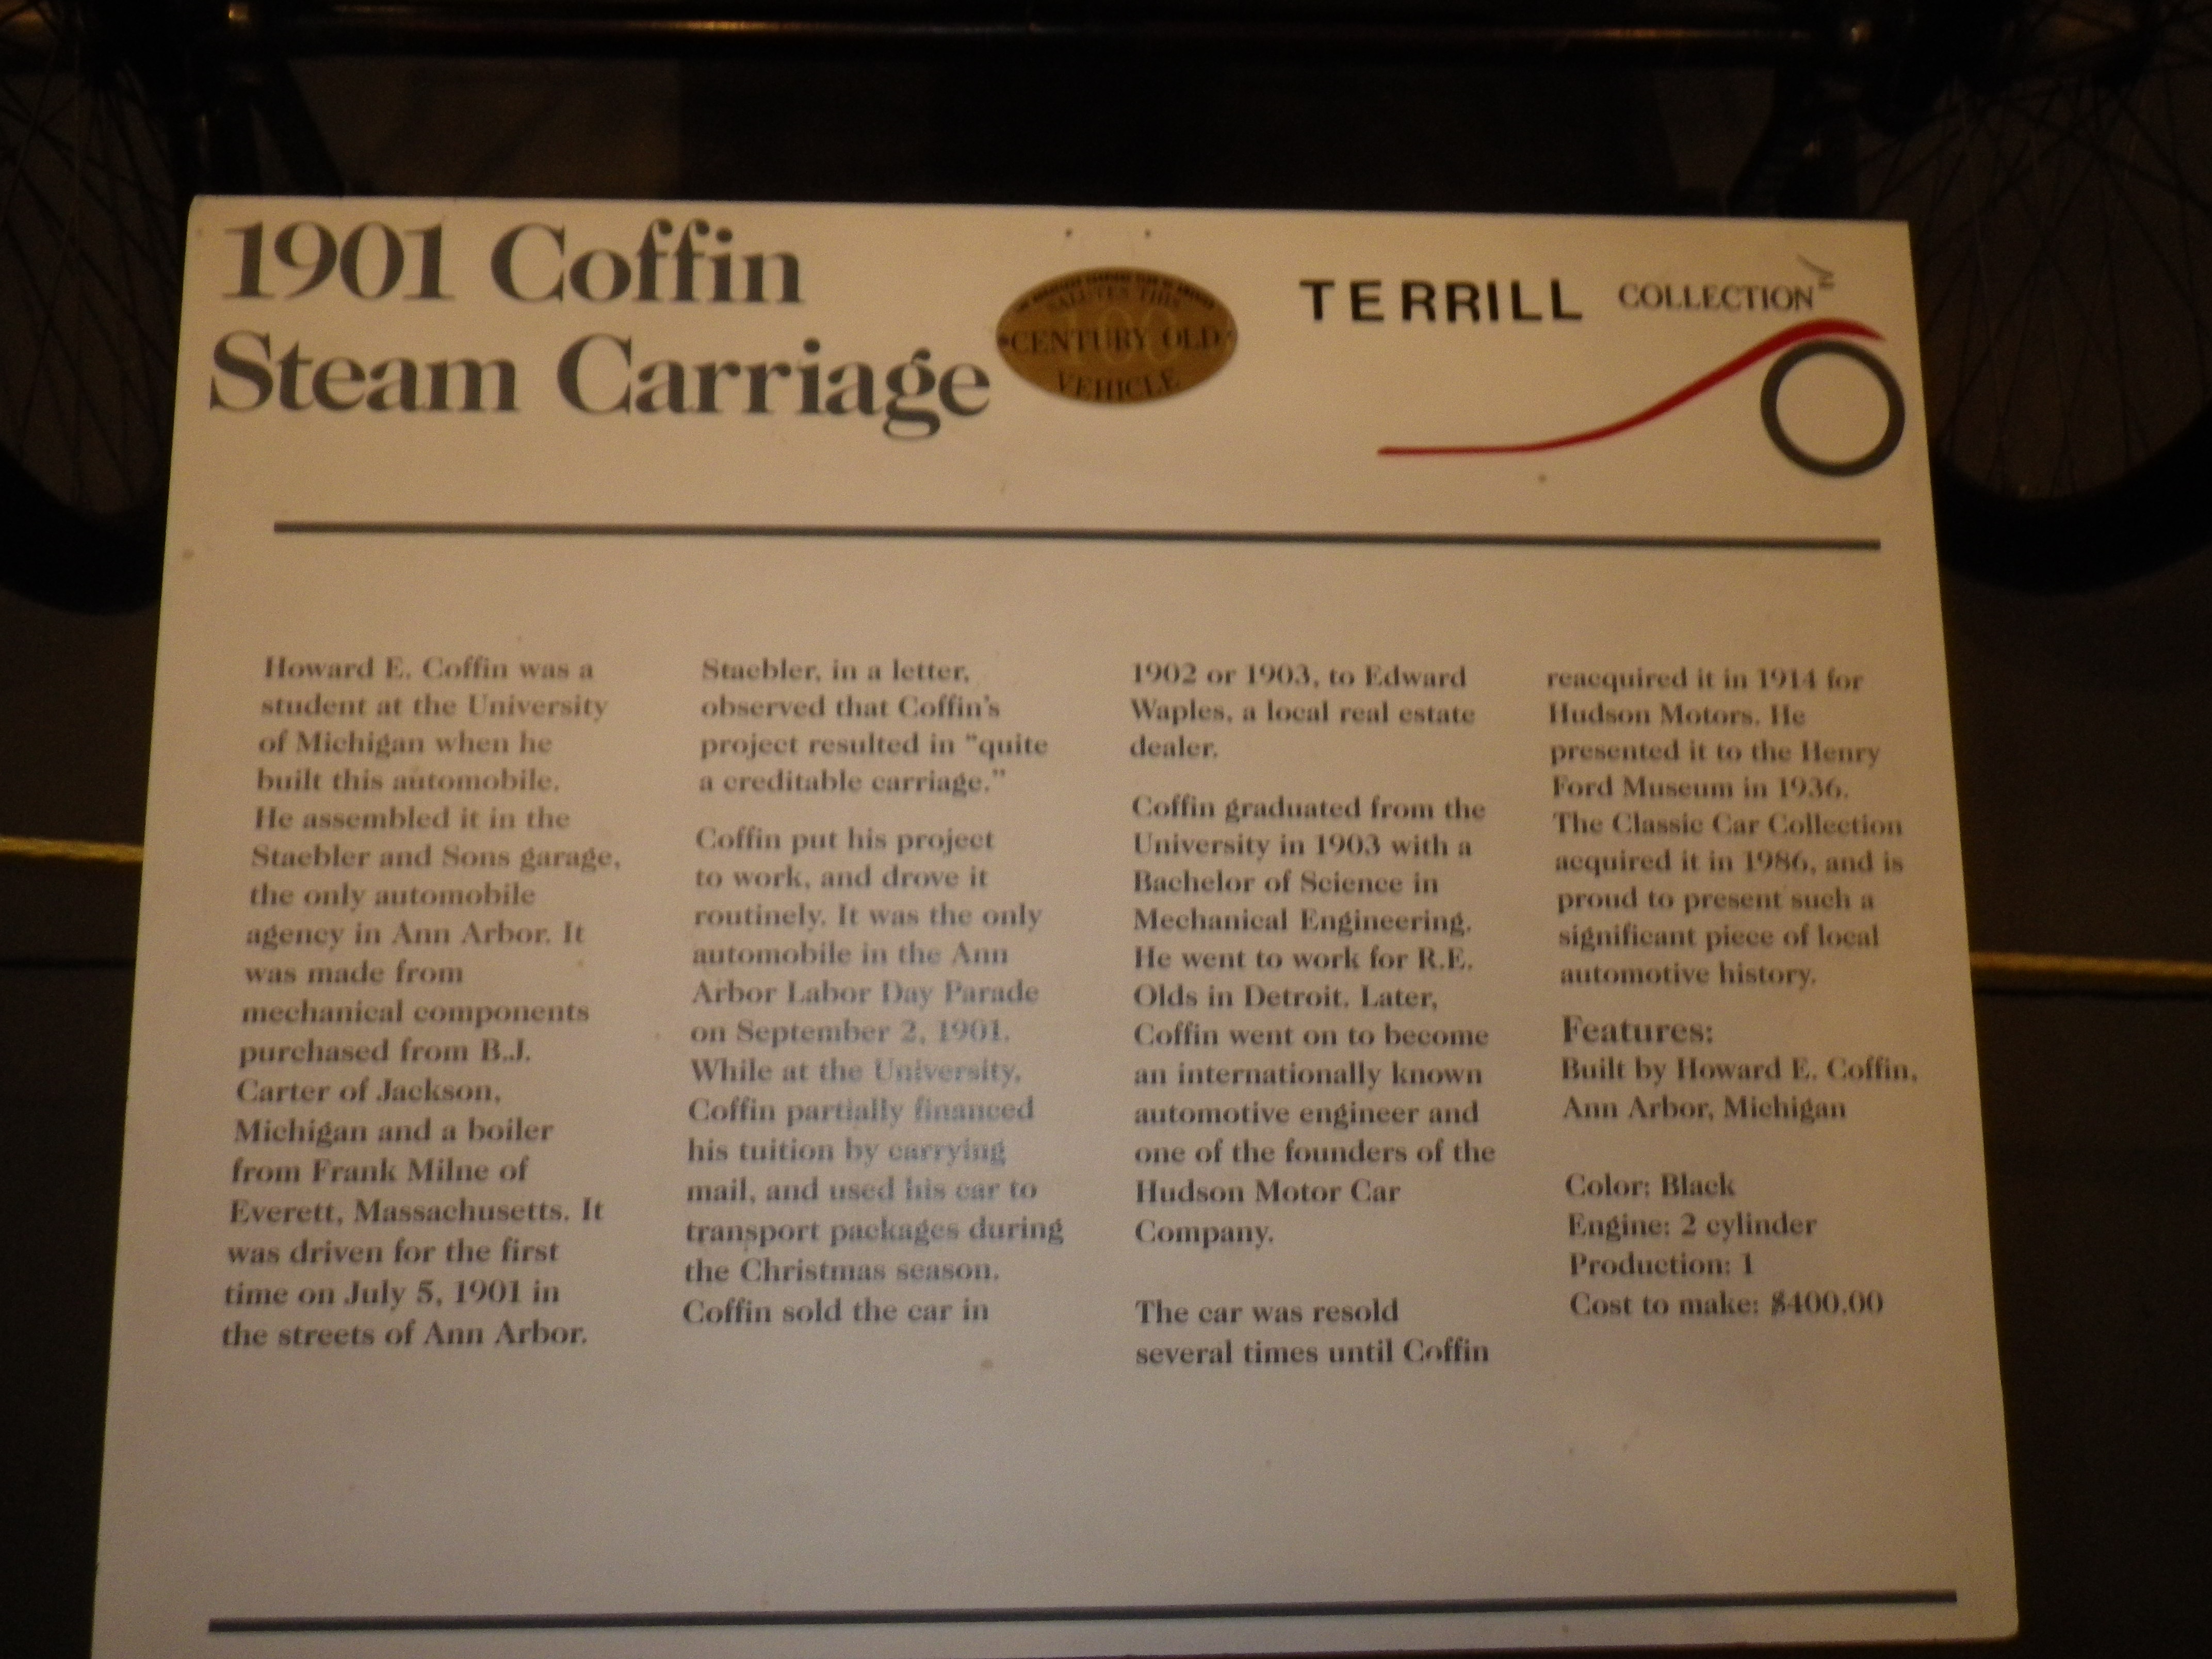 1901 Coffin
Steam Carriage
SALUTES THIS
100
CENTURY OLD
VEHICLE
TERRILL COLLECTION
Howard E. Coffin was a
student at the University
of Michigan when he
built this automobile.
He assembled it in the
Staebler and Sons garage,
the only automobile
agency in Ann Arbor. It
was made from
mechanical components
purchased from B.J.
Carter of Jackson,
Michigan and a boiler
from Frank Milne of
Everett, Massachusetts. It
was driven for the first
time on July 5, 1901 in
the streets of Ann Arbor.
Staebler, in a letter,
observed that Coffin's
project resulted in "quite
a creditable carriage."
Coffin put his project
to work, and drove it
routinely. It was the only
automobile in the Ann
Arbor Labor Day Parade
on September 2, 1901.
While at the University,
Coffin partially financed
his tuition by carrying
mail, and used his car to
transport packages during
the Christmas season.
Coffin sold the car in
1902 or 1903, to Edward
Waples, a local real estate
dealer.
Coffin graduated from the
University in 1903 with a
Bachelor of Science in
Mechanical Engineering.
He went to work for R.E.
Olds in Detroit. Later,
Coffin went on to become
an internationally known
automotive engineer and
one of the founders of the
Hudson Motor Car
Company.
The car was resold
several times until Coffin
reacquired it in 1914 for
Hudson Motors. He
presented it to the Henry
Ford Museum in 1936.
The Classic Car Collection
acquired it in 1986, and is
proud to present such a
significant piece of local
automotive history.
Features:
Built by Howard E. Coffin,
Ann Arbor, Michigan
Color: Black
Engine: 2 cylinder
Production: 1
Cost to make: $400.00